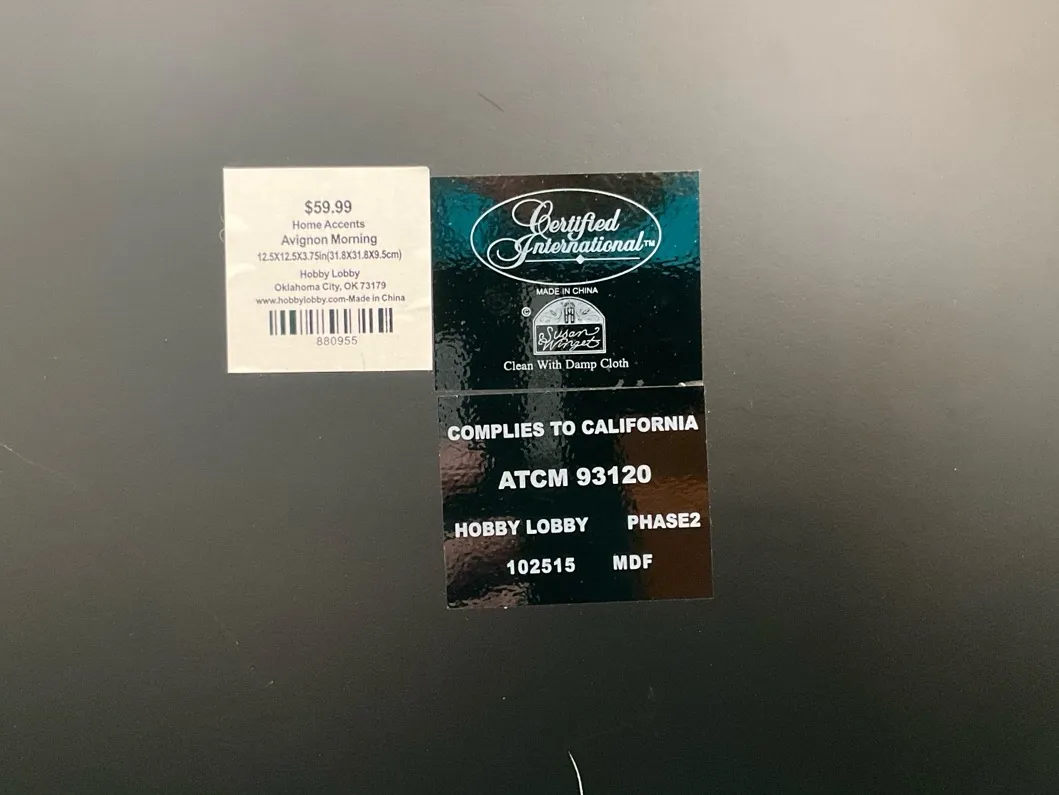 $59.99
Home Accents
Avignon Morning
12.5X12.5X3.75in(31.8X31.8X9.5cm)
Hobby Lobby
Oklahoma City, OK 73179
www.hobbylobby.com-Made in China
880955
Certified
International™
MADE IN CHINA
©
Susan
Winget
Clean With Damp Cloth
COMPLIES TO CALIFORNIA
ATCM 93120
HOBBY LOBBY PHASE2
102515 MDF